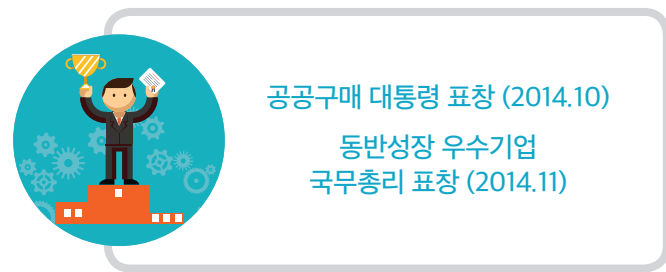 공공구매 대통령 표창 (2014.10)
동반성장 우수기업
국무총리 표창 (2014.11)